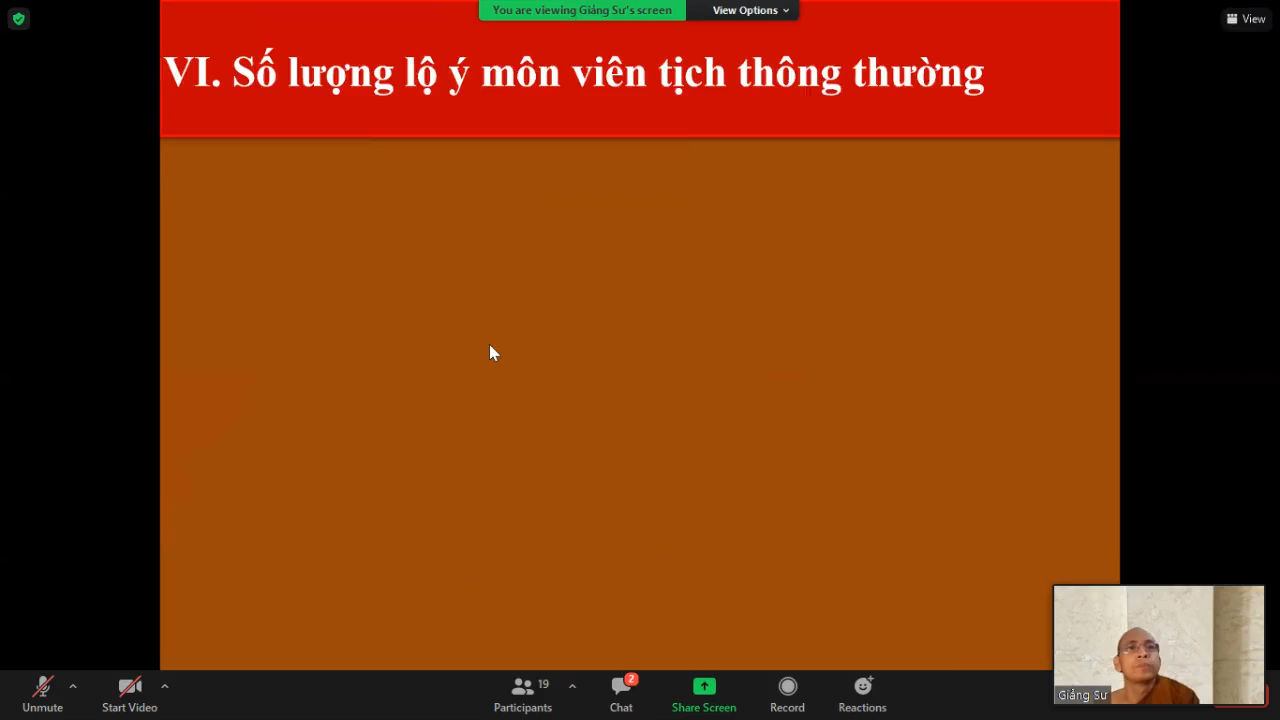 You are viewing Giảng Sư's screen
View Options
View
VI. Số lượng lộ ý môn viên tịch thông thường
Giảng Sư
Unmute
Start Video
Participants
19
Chat
2
Share Screen
Record
Reactions